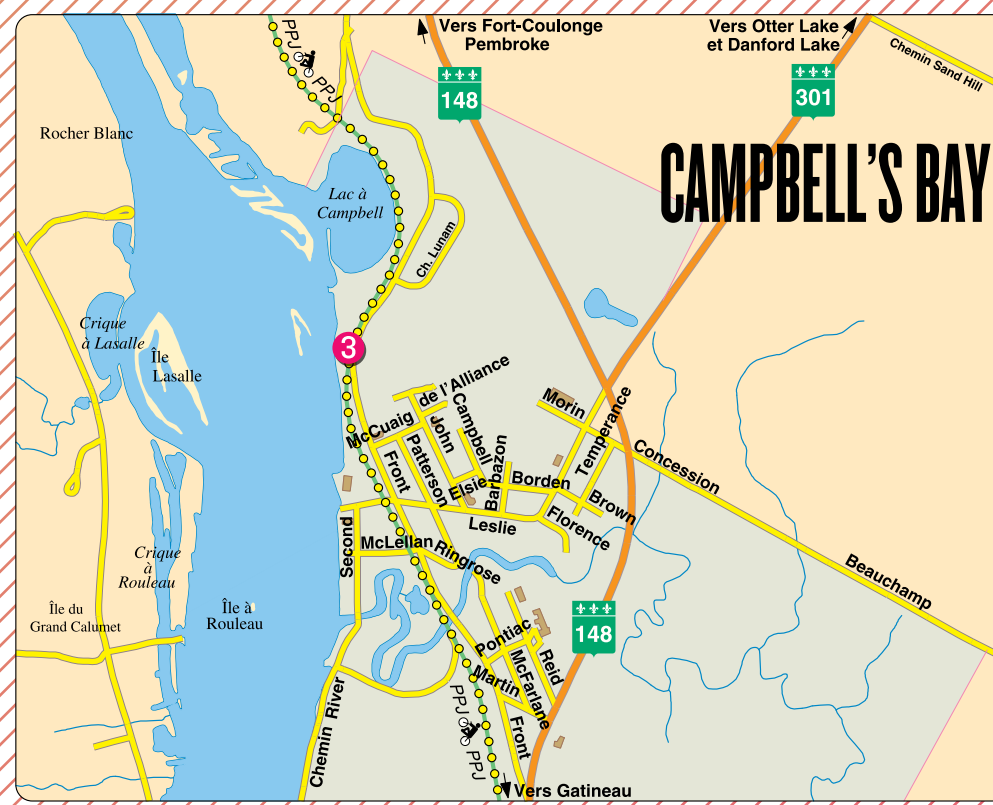 Vers Fort-Coulonge
Pembroke
Vers Otter Lake
et Danford Lake
Chemin Sand Hill
PPJ
PPJ
148
301
CAMPBELL'S BAY
Rocher Blanc
Lac à
Campbell
Ch. Lunam
Crique
à Lasalle
Île
Lasalle
3
de l'Alliance
McCuaig
John
Campbell
Morin
Temperance
Front
Patterson
Elsie
Barbazon
Borden
Brown
Concession
Leslie
Florence
Second
McLellan
Ringrose
Beauchamp
Crique
à
Rouleau
Île du
Grand Calumet
Île à
Rouleau
148
Pontiac
Reid
McFarlane
Martin
Front
Chemin River
PPJ
PPJ
Vers Gatineau